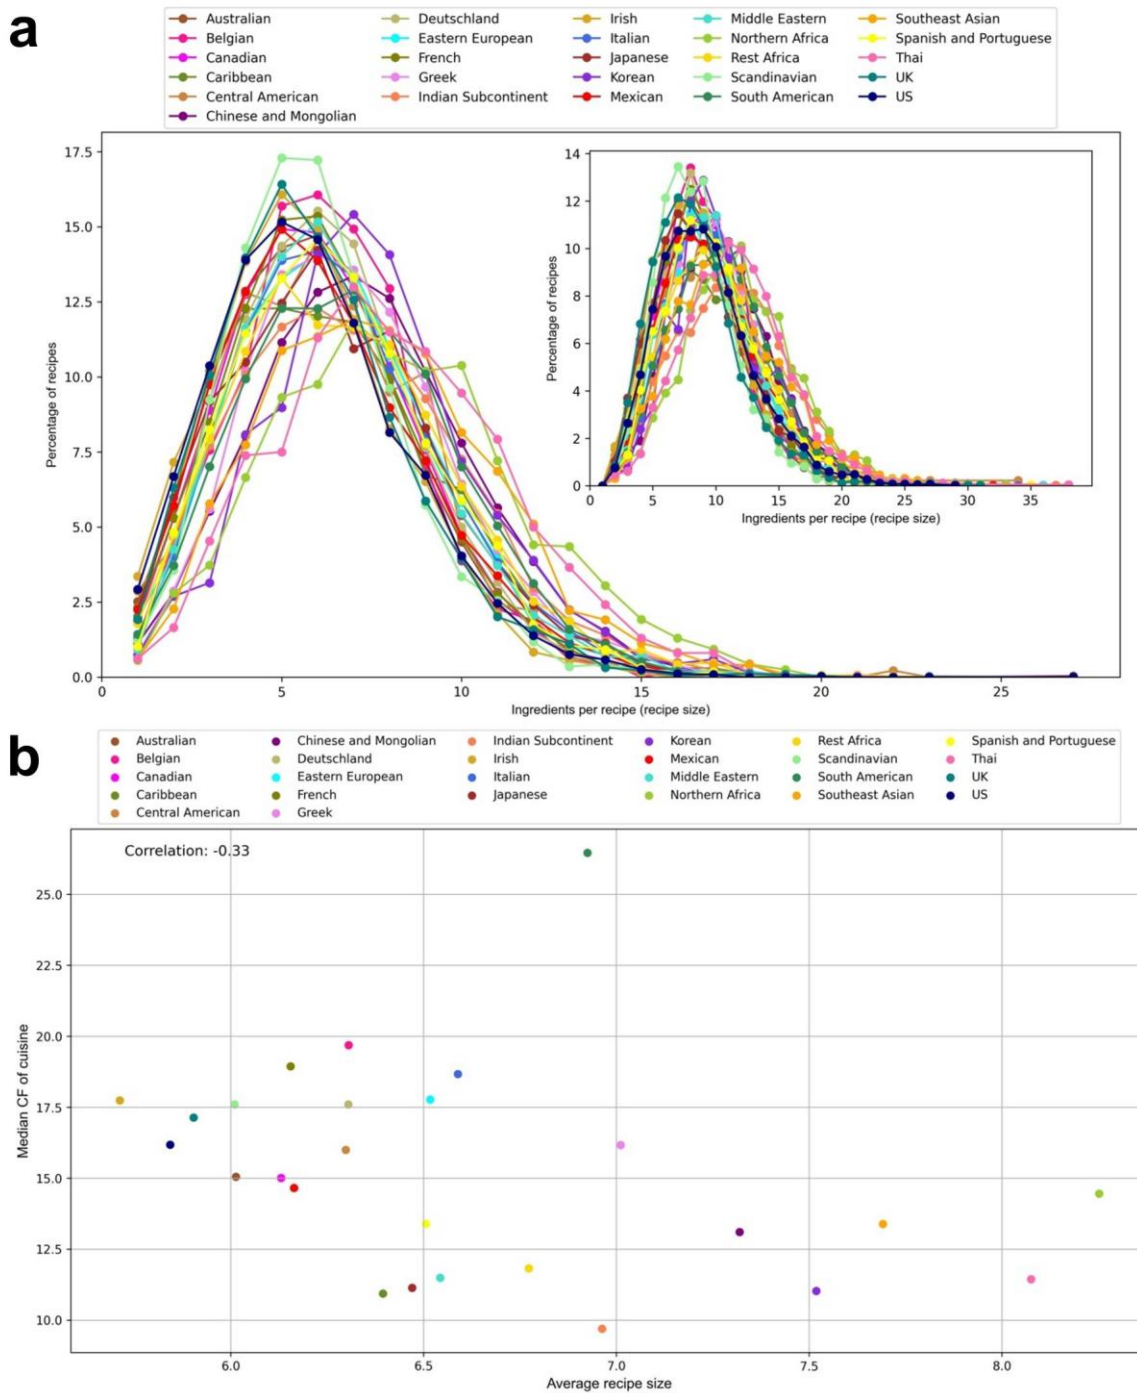 a
Australian Deutschland Irish Middle Eastern Southeast Asian
Belgian Eastern European Italian Northern Africa Spanish and Portuguese
Canadian French Japanese Rest Africa Thai
Caribbean Greek Korean Scandinavian UK
Central American Indian Subcontinent Mexican South American US
Chinese and Mongolian
17.5
15.0
12.5
10.0
7.5
5.0
2.5
0.0
Percentage of recipes
0 5 10 15 20 25
Ingredients per recipe (recipe size)
14
12
10
8
6
4
2
0
Percentage of recipes
0 5 10 15 20 25 30 35
Ingredients per recipe (recipe size)
b
Australian Chinese and Mongolian Indian Subcontinent Korean Rest Africa Spanish and Portuguese
Belgian Deutschland Irish Mexican Scandinavian Thai
Canadian Eastern European Italian Middle Eastern South American UK
Caribbean French Japanese Northern Africa Southeast Asian US
Central American Greek
Correlation: -0.33
25.0
22.5
20.0
17.5
15.0
12.5
10.0
Median CF of cuisine
6.0 6.5 7.0 7.5 8.0
Average recipe size